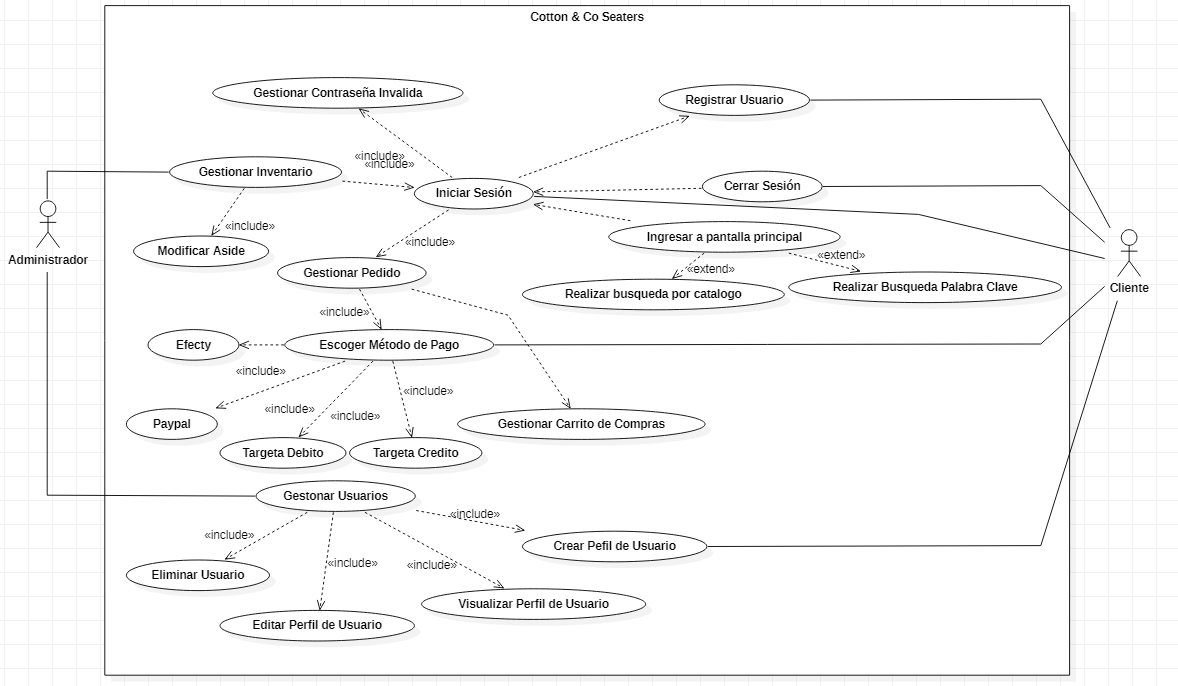 Cotton & Co Seaters
Gestionar Contraseña Invalida
Registrar Usuario
«include»
«include»
Gestionar Inventario
Iniciar Sesión
Cerrar Sesión
«include»
Modificar Aside
«include»
Ingresar a pantalla principal
Administrador
Gestionar Pedido
«extend»
«extend»
Realizar busqueda por catalogo
Realizar Busqueda Palabra Clave
Cliente
«include»
Efecty
Escoger Método de Pago
«include»
«include»
«include»
«include»
Paypal
Gestionar Carrito de Compras
Targeta Debito
Targeta Credito
Gestonar Usuarios
«include»
«include»
Crear Pefil de Usuario
«include»
«include»
Eliminar Usuario
Visualizar Perfil de Usuario
Editar Perfil de Usuario